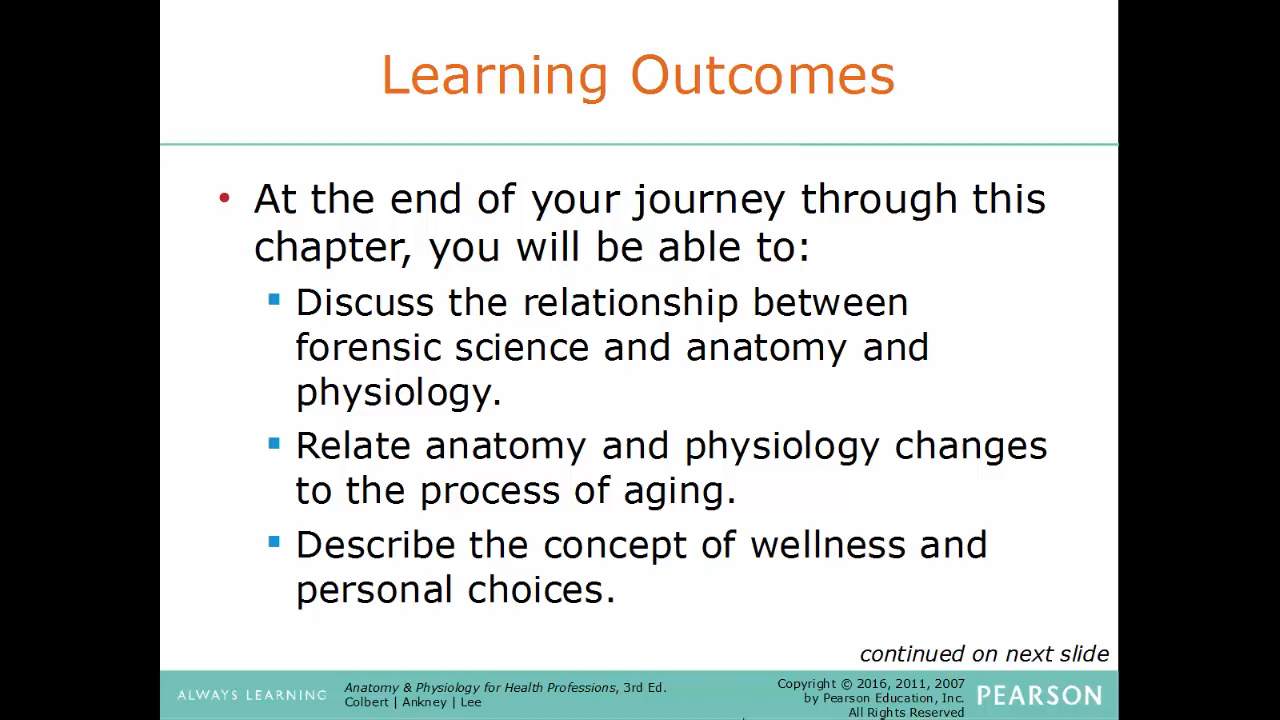 Learning Outcomes
• At the end of your journey through this
chapter, you will be able to:
▪ Discuss the relationship between
forensic science and anatomy and
physiology.
▪ Relate anatomy and physiology changes
to the process of aging.
▪ Describe the concept of wellness and
personal choices.
continued on next slide
ALWAYS LEARNING
Anatomy & Physiology for Health Professions, 3rd Ed.
Colbert | Ankney | Lee
Copyright © 2016, 2011, 2007
by Pearson Education, Inc.
All Rights Reserved
PEARSON